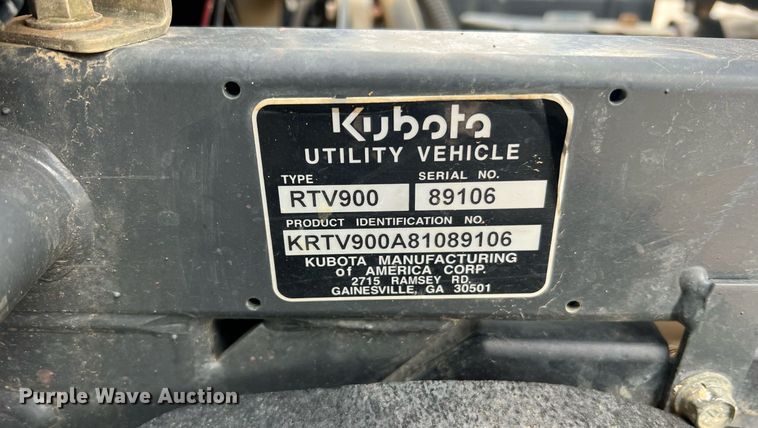 Kubota
UTILITY VEHICLE
TYPE SERIAL NO.
RTV900 89106
PRODUCT IDENTIFICATION NO.
KRTV900A81089106
KUBOTA MANUFACTURING
of AMERICA CORP.
2715 RAMSEY RD.
GAINESVILLE, GA 30501
Purple Wave Auction